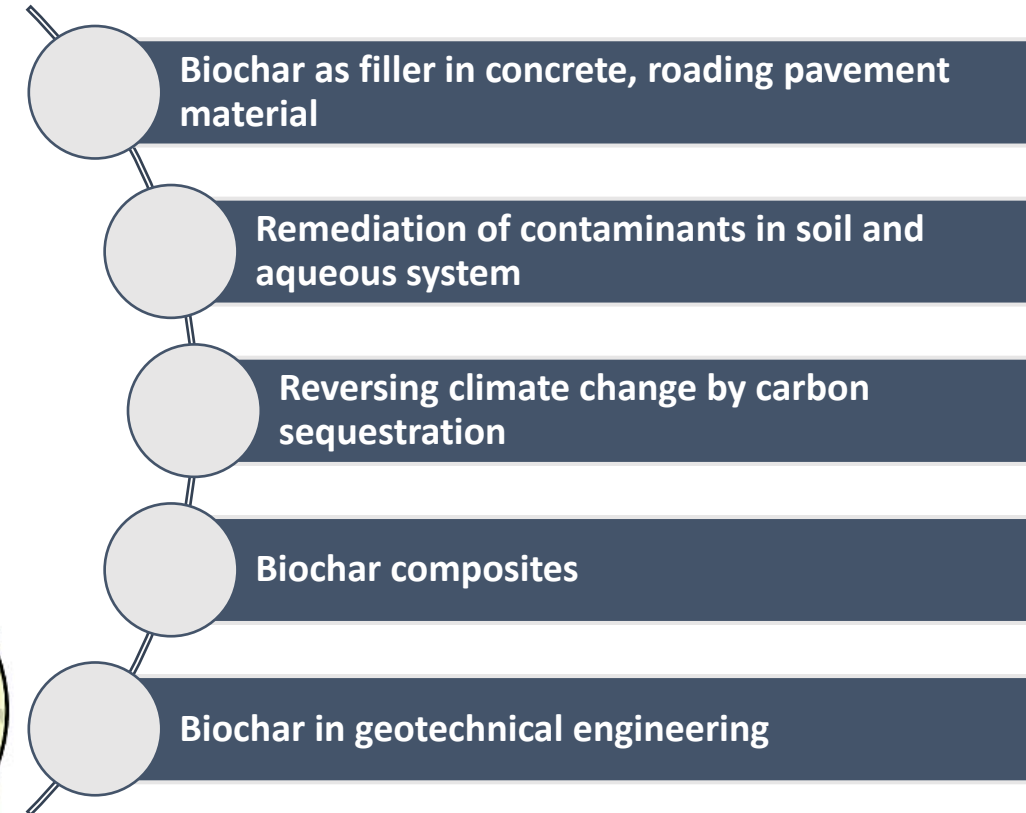 Biochar as filler in concrete, roading pavement
material
Remediation of contaminants in soil and
aqueous system
Reversing climate change by carbon
sequestration
Biochar composites
Biochar in geotechnical engineering